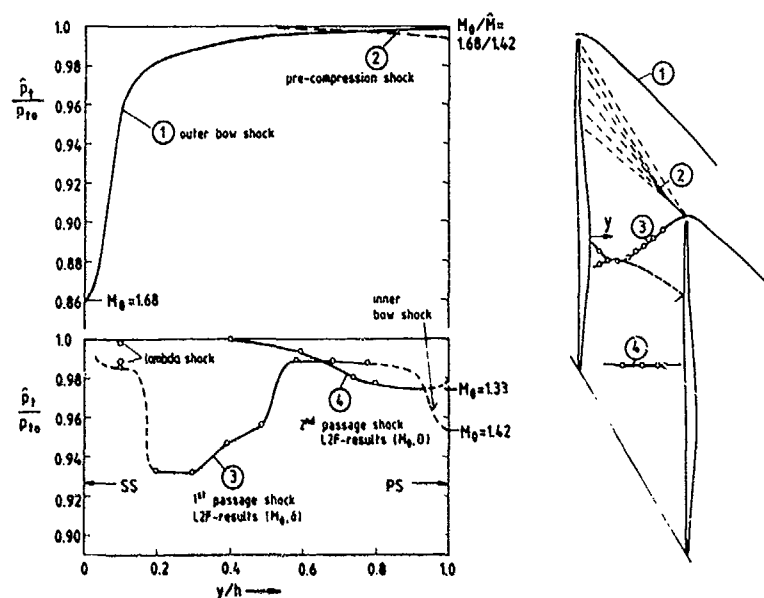 1.0
0.98
0.96
0.94
0.92
0.90
0.88
0.86
p̂t
pto
M0/M̂=
1.68/1.42
2
pre-compression shock
1 outer bow shock
M0=1.68
1.0
0.98
0.96
0.94
0.92
0.90
p̂t
pto
lambda shock
inner
bow shock
4
2nd passage shock
L2F-results (M0,0)
M0=1.33
M0=1.42
3
1st passage shock
L2F-results (M0,δ)
SS
PS
0
0.2
0.4
0.6
0.8
1.0
y/h
1
2
3
y
4